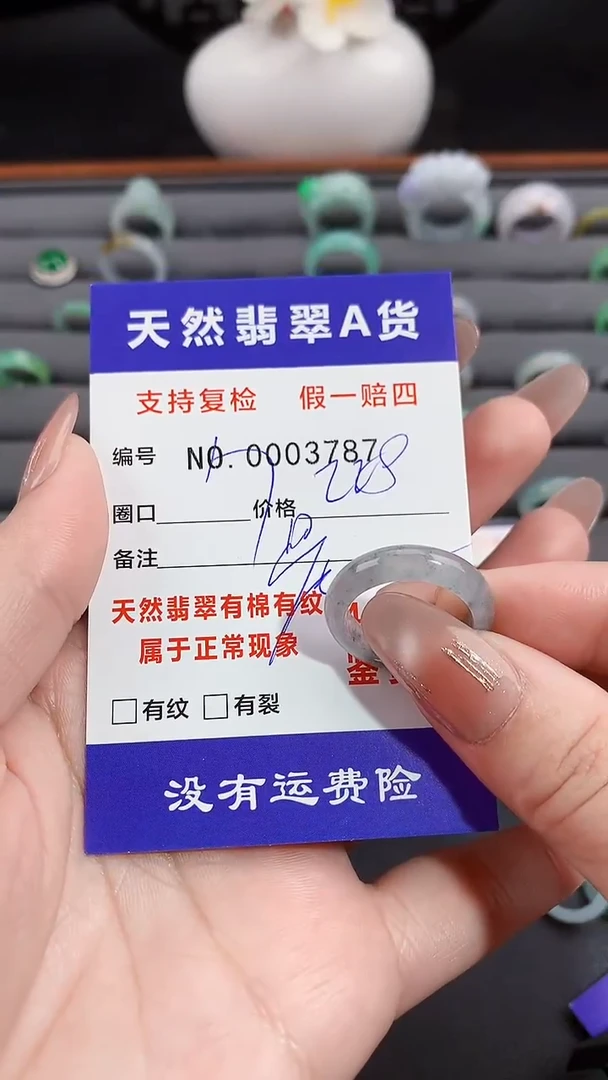 天然翡翠A货
支持复检 假一赔四
编号 NO.0003787
圈口 价格 228
备注
天然翡翠有棉有纹
属于正常现象
鉴
有纹 有裂
没有运费险